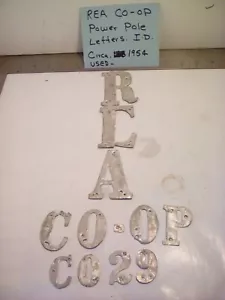 REA CO-OP
Power Pole
Letters. I.D.
Circa. 1954
USED.
R
E
A
CO-OP
CO29